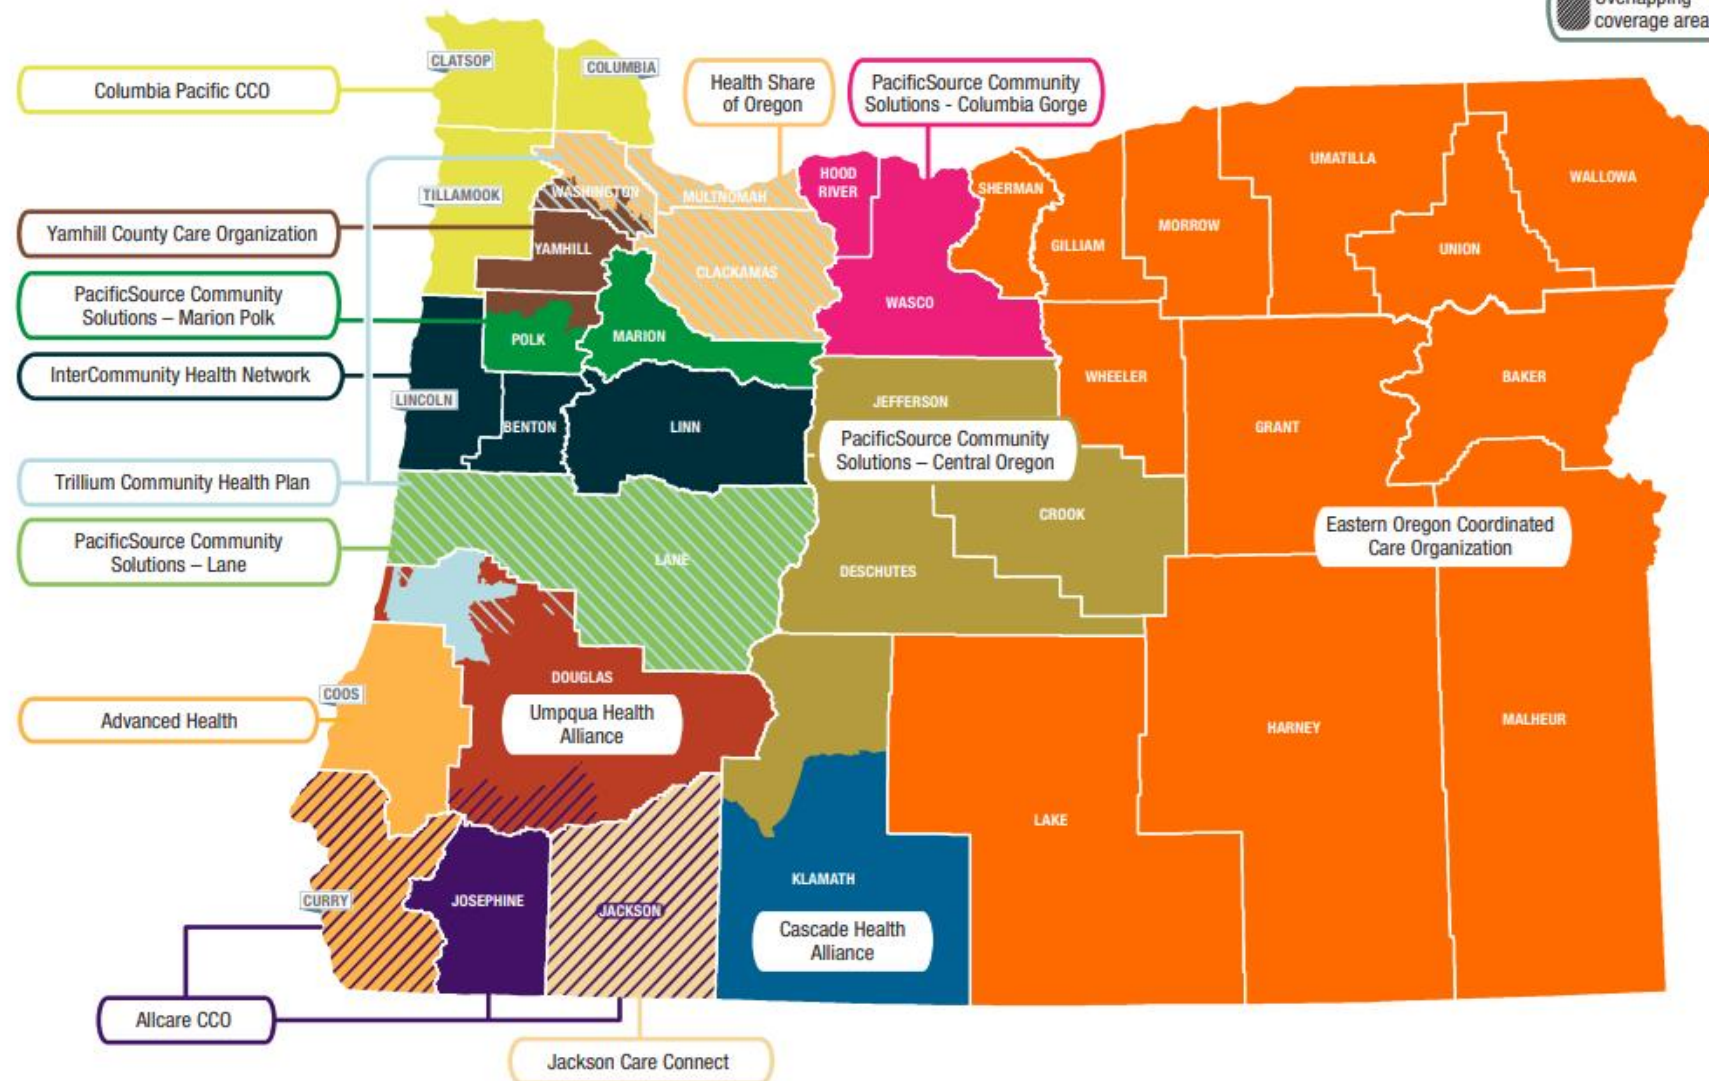 Overlapping
coverage area
CLATSOP
COLUMBIA
Columbia Pacific CCO
Health Share
of Oregon
PacificSource Community
Solutions - Columbia Gorge
TILLAMOOK
WASHINGTON
MULTNOMAH
HOOD
RIVER
SHERMAN
UMATILLA
WALLOWA
MORROW
GILLIAM
UNION
Yamhill County Care Organization
YAMHILL
CLACKAMAS
WASCO
PacificSource Community
Solutions – Marion Polk
POLK
MARION
InterCommunity Health Network
WHEELER
BAKER
LINCOLN
BENTON
LINN
JEFFERSON
GRANT
PacificSource Community
Solutions – Central Oregon
Trillium Community Health Plan
CROOK
Eastern Oregon Coordinated
Care Organization
PacificSource Community
Solutions – Lane
LANE
DESCHUTES
COOS
DOUGLAS
Advanced Health
Umpqua Health
Alliance
HARNEY
MALHEUR
LAKE
CURRY
JOSEPHINE
JACKSON
KLAMATH
Cascade Health
Alliance
Allcare CCO
Jackson Care Connect